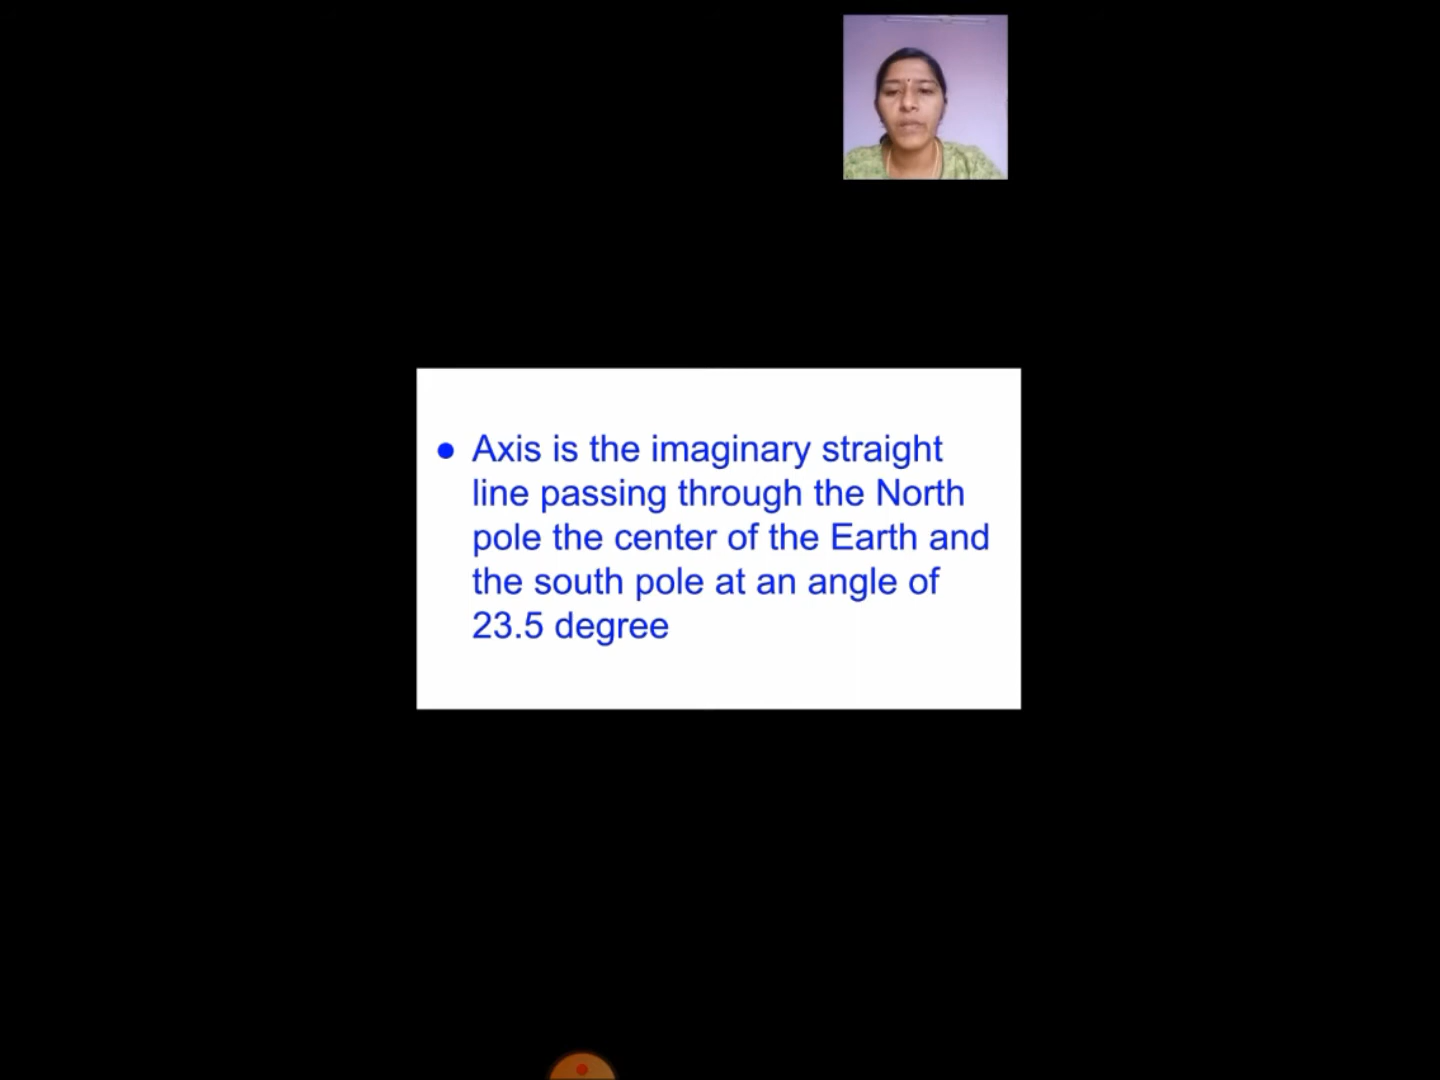 ● Axis is the imaginary straight
line passing through the North
pole the center of the Earth and
the south pole at an angle of
23.5 degree